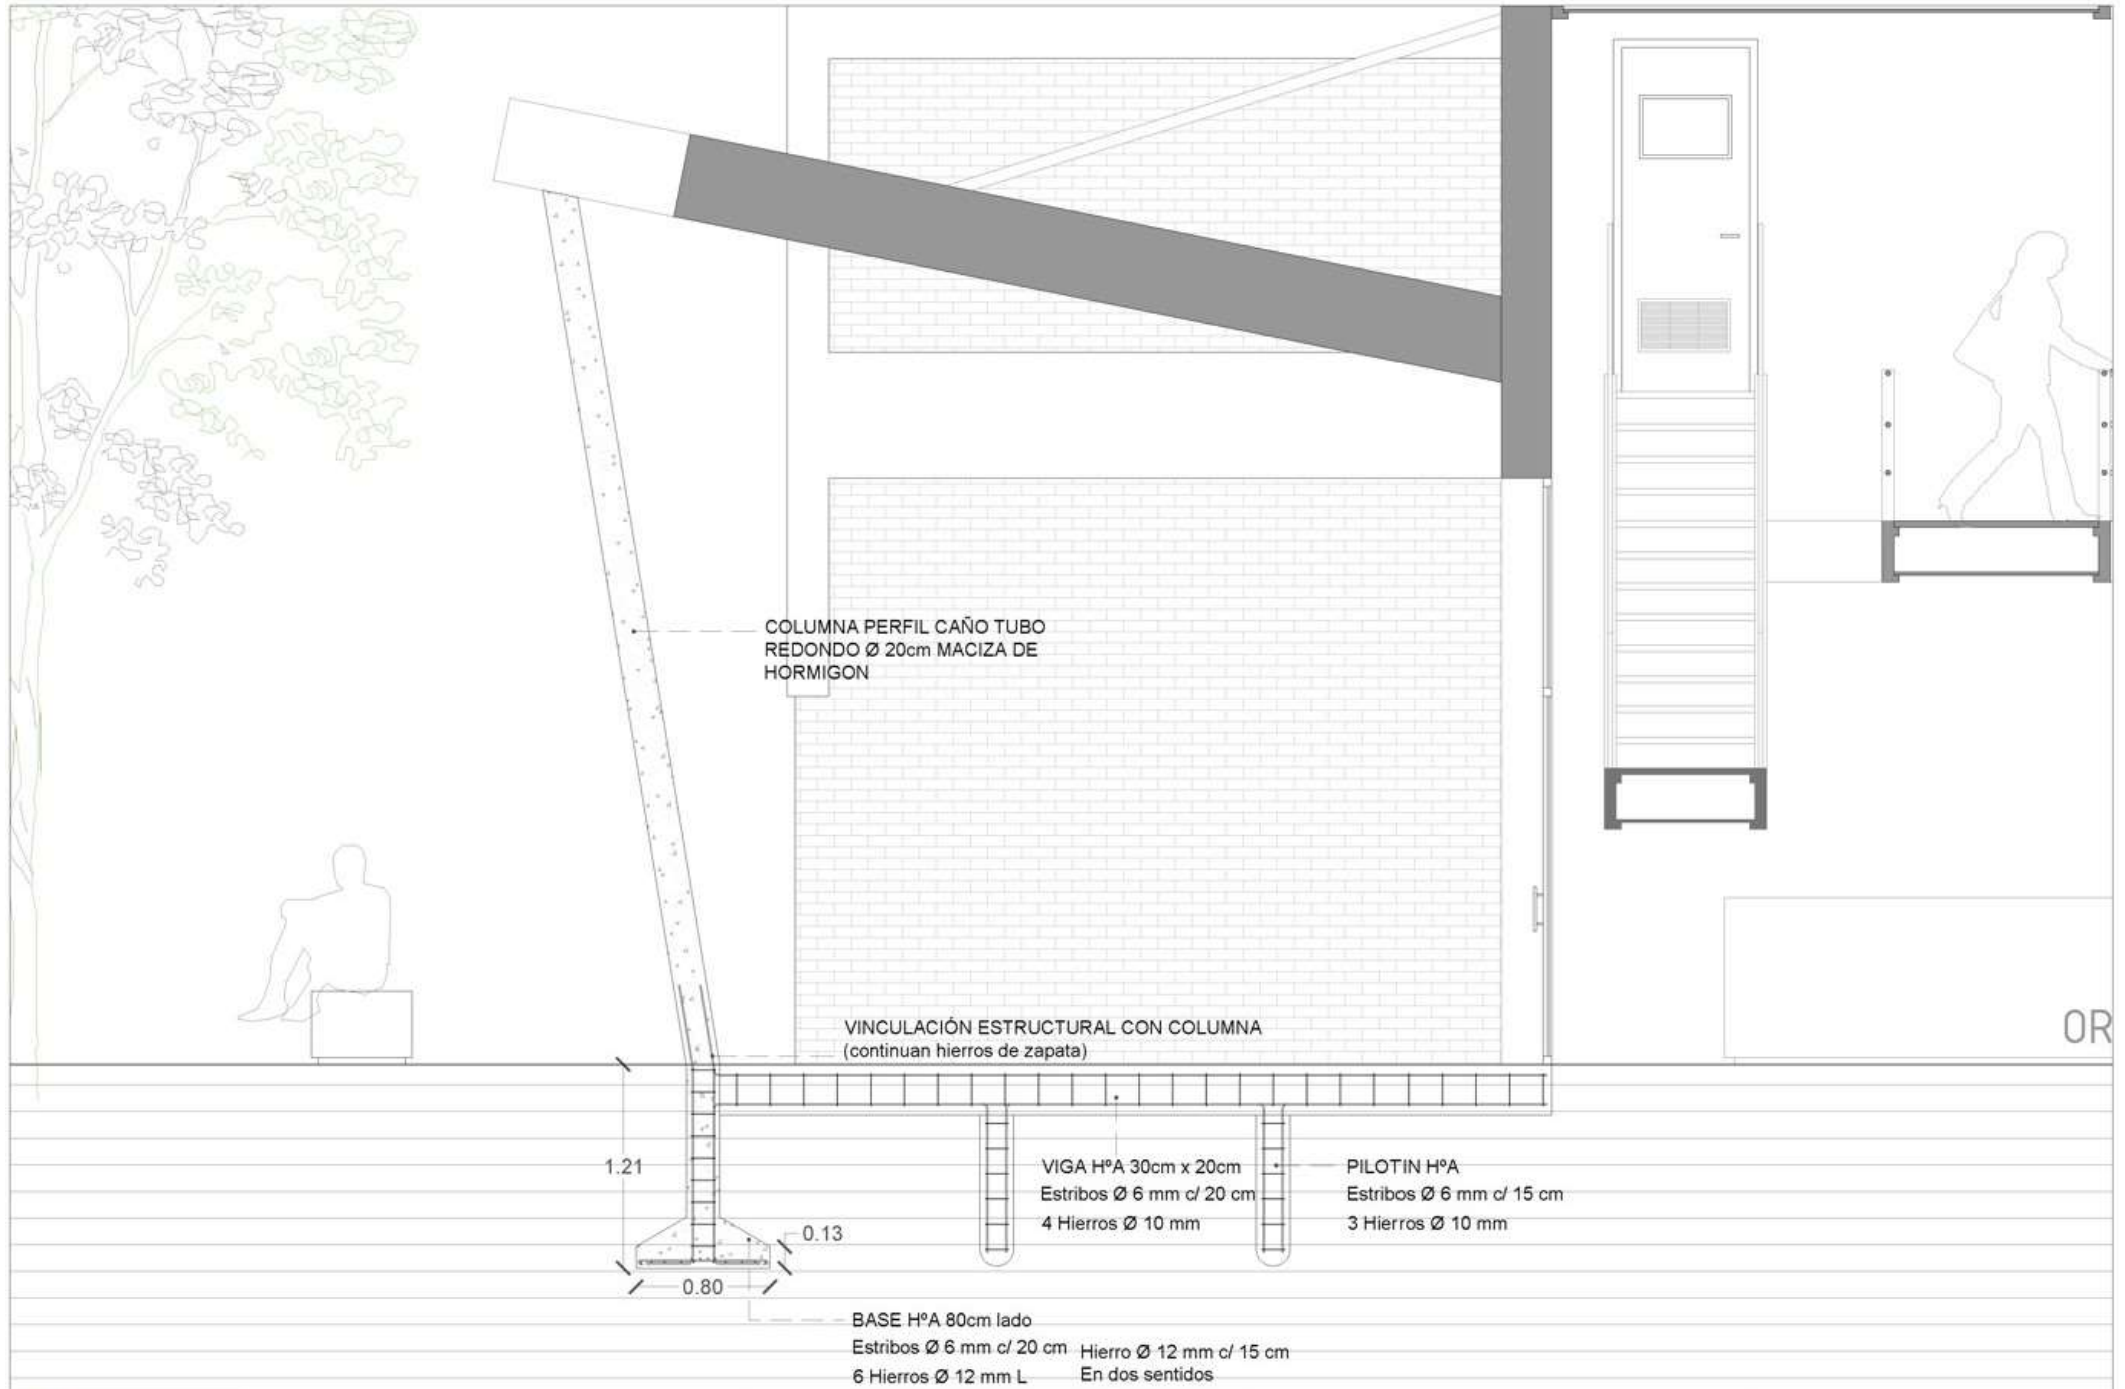 COLUMNA PERFIL CAÑO TUBO
REDONDO Ø 20cm MACIZA DE
HORMIGON
OR
VINCULACIÓN ESTRUCTURAL CON COLUMNA
(continuan hierros de zapata)
1.21
VIGA HºA 30cm x 20cm
Estribos Ø 6 mm c/ 20 cm
4 Hierros Ø 10 mm
PILOTIN HºA
Estribos Ø 6 mm c/ 15 cm
3 Hierros Ø 10 mm
0.13
0.80
BASE HºA 80cm lado
Estribos Ø 6 mm c/ 20 cm
6 Hierros Ø 12 mm L
Hierro Ø 12 mm c/ 15 cm
En dos sentidos